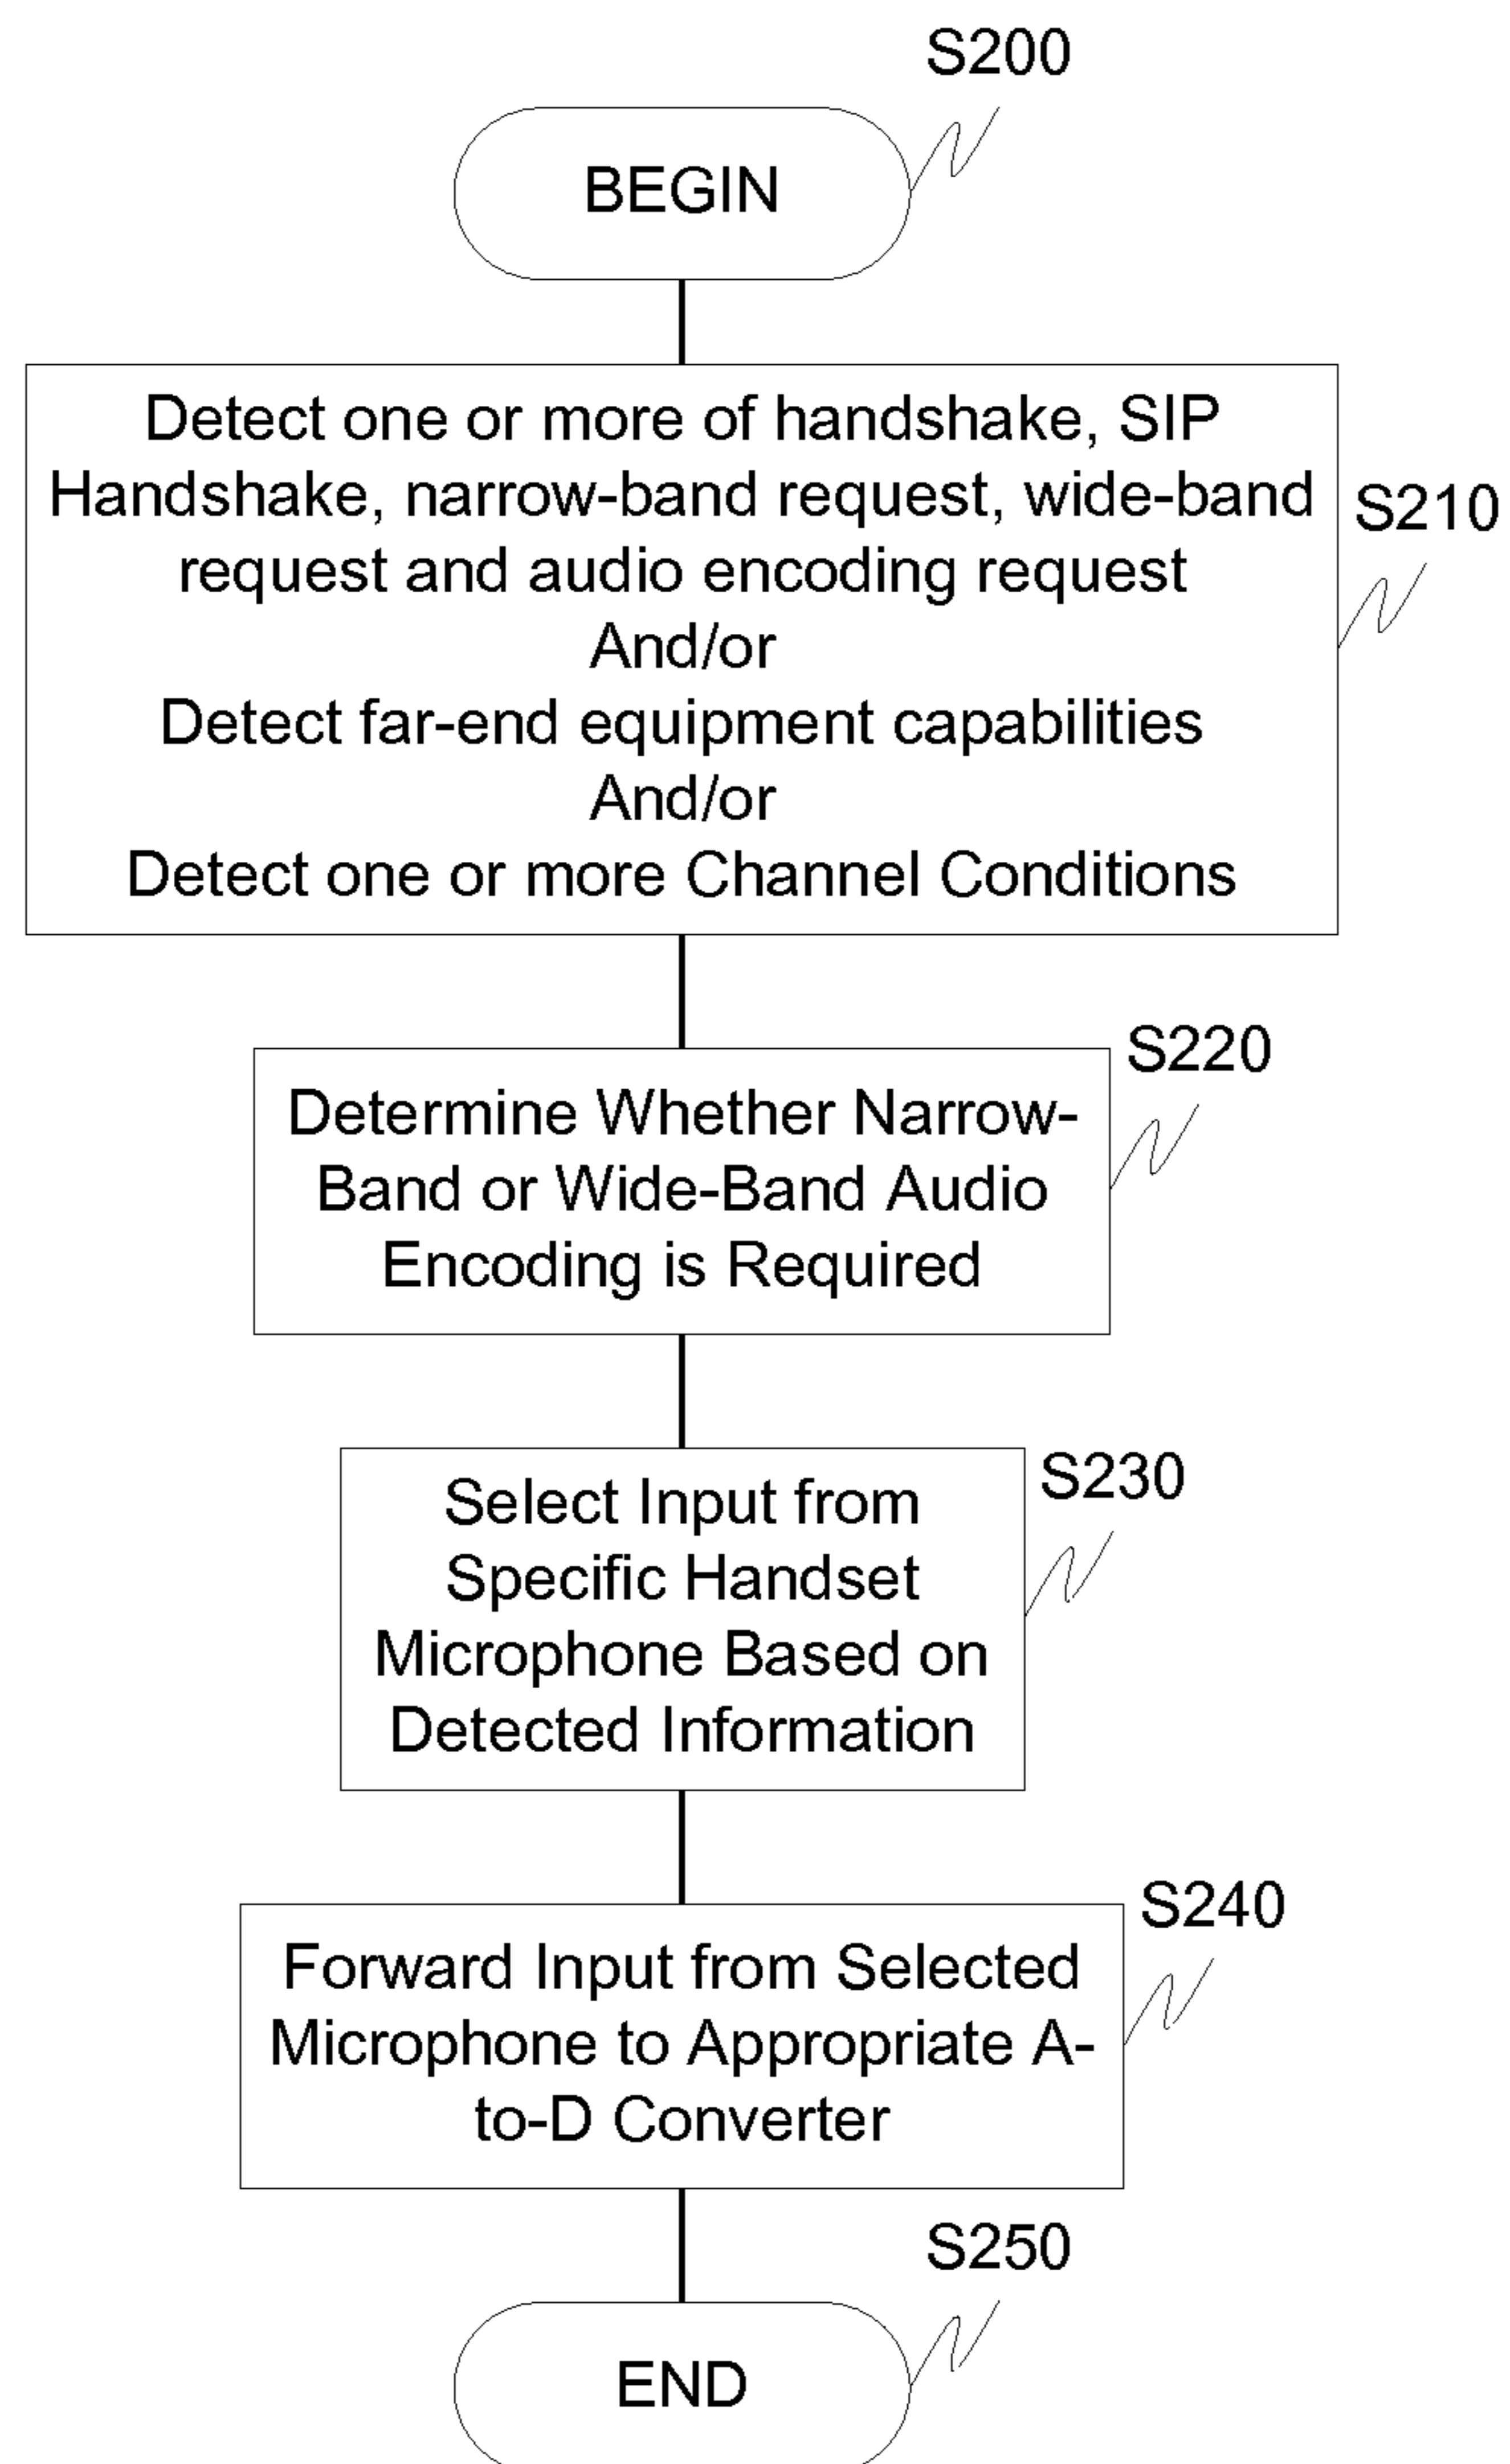 S200
BEGIN
Detect one or more of handshake, SIP
Handshake, narrow-band request, wide-band
request and audio encoding request
And/or
Detect far-end equipment capabilities
And/or
Detect one or more Channel Conditions
S210
S220
Determine Whether Narrow-
Band or Wide-Band Audio
Encoding is Required
S230
Select Input from
Specific Handset
Microphone Based on
Detected Information
S240
Forward Input from Selected
Microphone to Appropriate A-
to-D Converter
S250
END